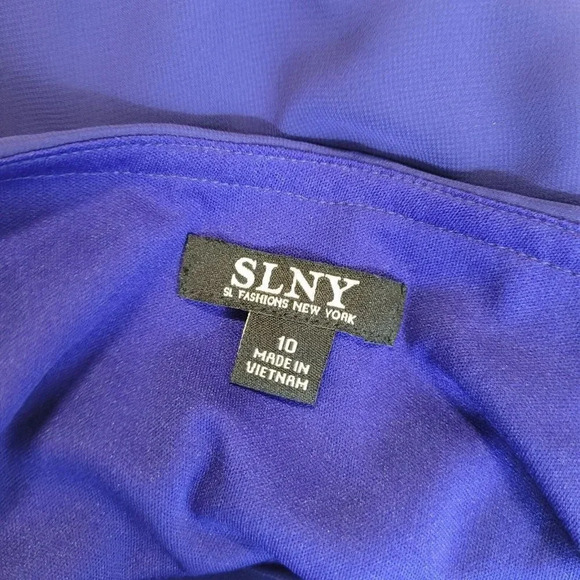 SLNY
SL FASHIONS NEW YORK
10
MADE IN
VIETNAM